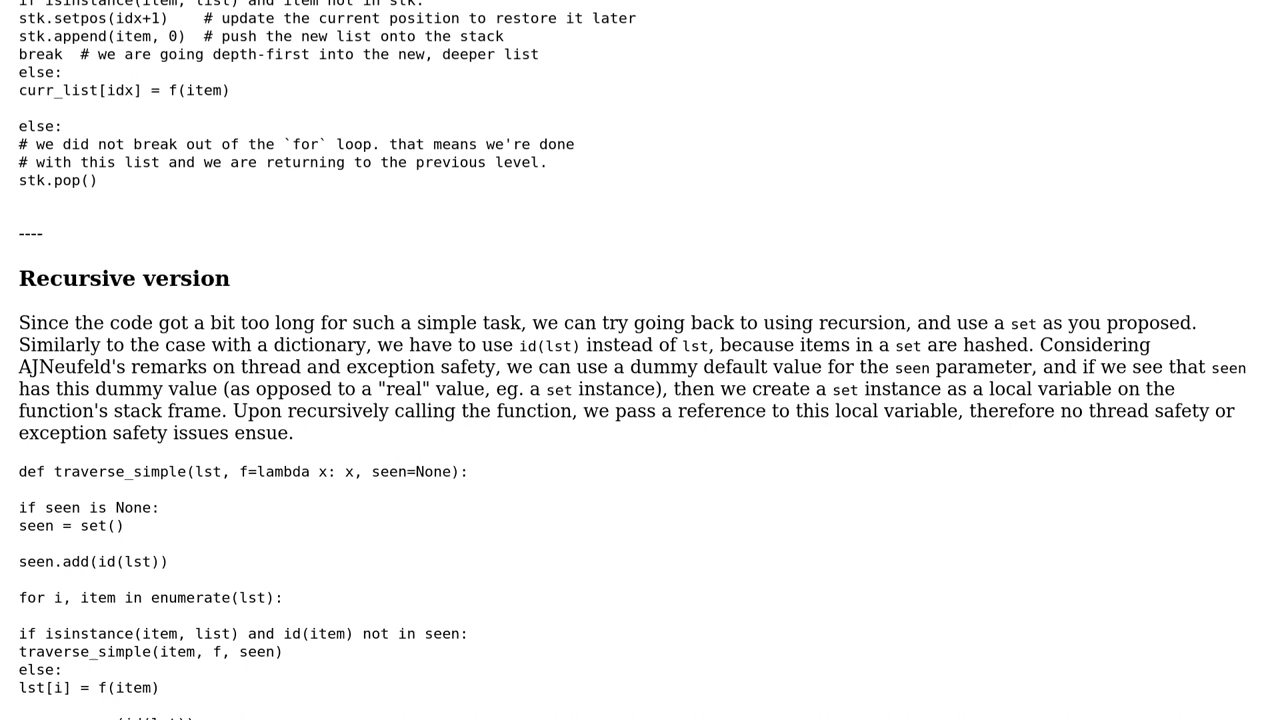 if isinstance(item, list) and item not in stk:
stk.setpos(idx+1)    # update the current position to restore it later
stk.append(item, 0)  # push the new list onto the stack
break  # we are going depth-first into the new, deeper list
else:
curr_list[idx] = f(item)

else:
# we did not break out of the `for` loop. that means we're done
# with this list and we are returning to the previous level.
stk.pop()

----

Recursive version

Since the code got a bit too long for such a simple task, we can try going back to using recursion, and use a set as you proposed.
Similarly to the case with a dictionary, we have to use id(lst) instead of lst, because items in a set are hashed. Considering
AJNeufeld's remarks on thread and exception safety, we can use a dummy default value for the seen parameter, and if we see that seen
has this dummy value (as opposed to a "real" value, eg. a set instance), then we create a set instance as a local variable on the
function's stack frame. Upon recursively calling the function, we pass a reference to this local variable, therefore no thread safety or
exception safety issues ensue.

def traverse_simple(lst, f=lambda x: x, seen=None):

if seen is None:
seen = set()

seen.add(id(lst))

for i, item in enumerate(lst):

if isinstance(item, list) and id(item) not in seen:
traverse_simple(item, f, seen)
else:
lst[i] = f(item)